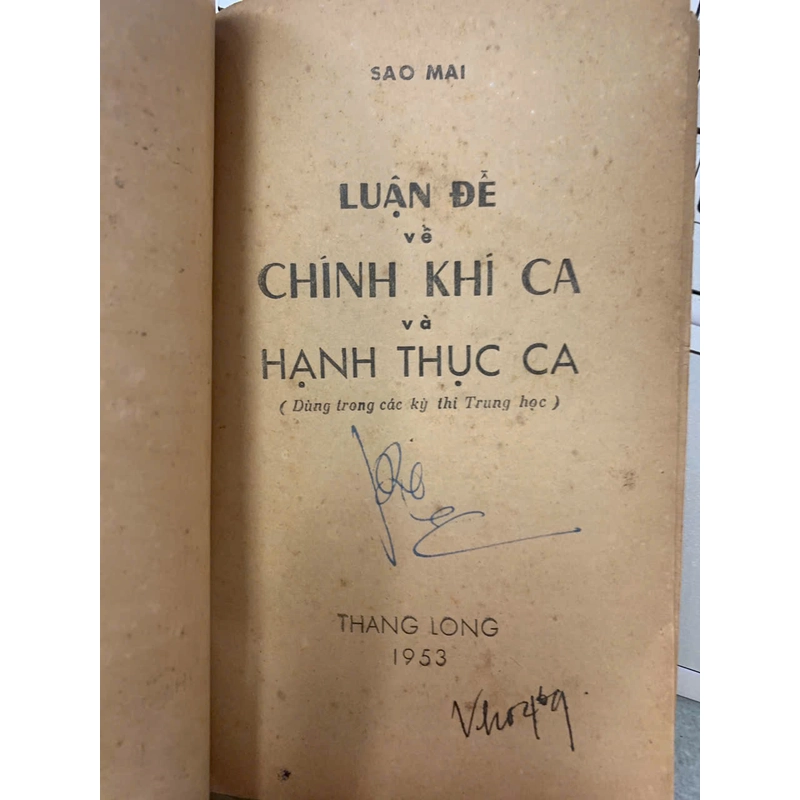 SAO MAI
LUẬN ĐỀ
về
CHÍNH KHÍ CA
và
HẠNH THỤC CA
( Dùng trong các kỳ thi Trung học )
THANG LONG
1953